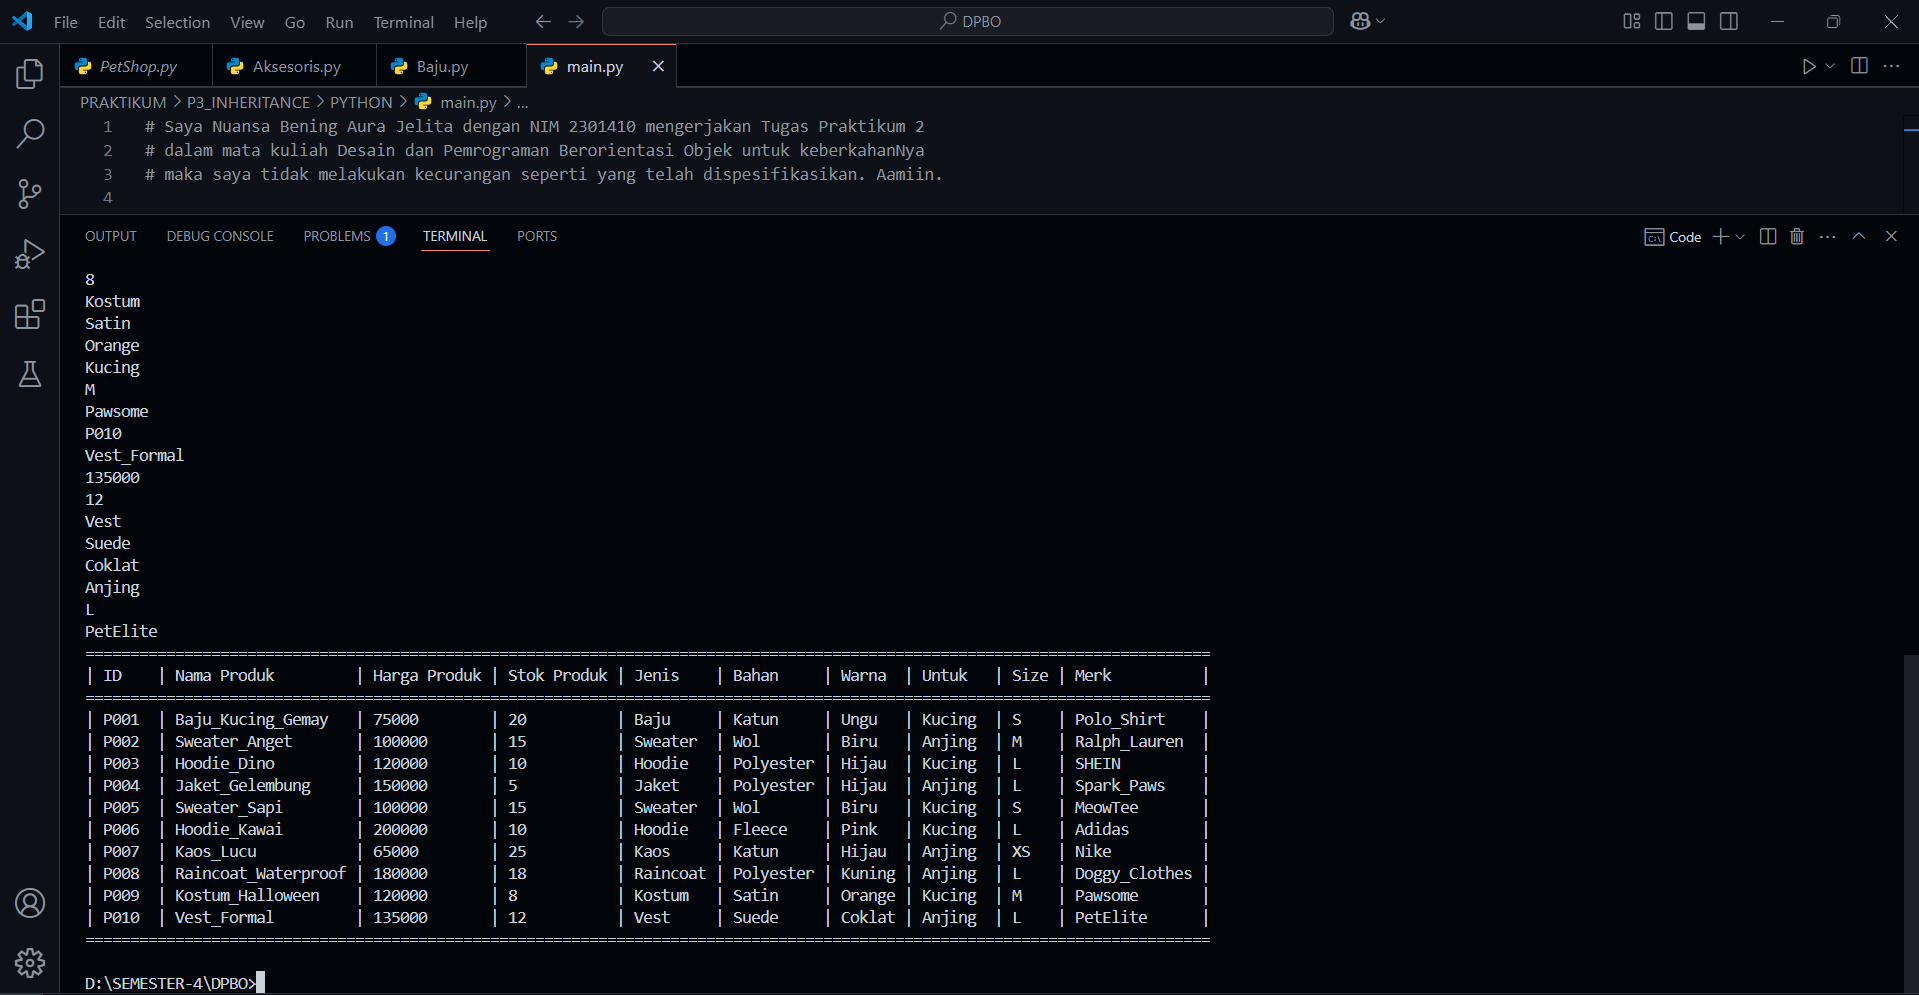 File Edit Selection View Go Run Terminal Help DPBO
PetShop.py Aksesoris.py Baju.py main.py
PRAKTIKUM > P3_INHERITANCE > PYTHON > main.py > ...
1 # Saya Nuansa Bening Aura Jelita dengan NIM 2301410 mengerjakan Tugas Praktikum 2
2 # dalam mata kuliah Desain dan Pemrograman Berorientasi Objek untuk keberkahanNya
3 # maka saya tidak melakukan kecurangan seperti yang telah dispesifikasikan. Aamiin.
4
OUTPUT DEBUG CONSOLE PROBLEMS 1 TERMINAL PORTS Code
8
Kostum
Satin
Orange
Kucing
M
Pawsome
P010
Vest_Formal
135000
12
Vest
Suede
Coklat
Anjing
L
PetElite
=============================================================================================================================
| ID | Nama Produk | Harga Produk | Stok Produk | Jenis | Bahan | Warna | Untuk | Size | Merk |
=============================================================================================================================
| P001 | Baju_Kucing_Gemay | 75000 | 20 | Baju | Katun | Ungu | Kucing | S | Polo_Shirt |
| P002 | Sweater_Anget | 100000 | 15 | Sweater | Wol | Biru | Anjing | M | Ralph_Lauren |
| P003 | Hoodie_Dino | 120000 | 10 | Hoodie | Polyester | Hijau | Kucing | L | SHEIN |
| P004 | Jaket_Gelembung | 150000 | 5 | Jaket | Polyester | Hijau | Anjing | L | Spark_Paws |
| P005 | Sweater_Sapi | 100000 | 15 | Sweater | Wol | Biru | Kucing | S | MeowTee |
| P006 | Hoodie_Kawai | 200000 | 10 | Hoodie | Fleece | Pink | Kucing | L | Adidas |
| P007 | Kaos_Lucu | 65000 | 25 | Kaos | Katun | Hijau | Anjing | XS | Nike |
| P008 | Raincoat_Waterproof | 180000 | 18 | Raincoat | Polyester | Kuning | Anjing | L | Doggy_Clothes |
| P009 | Kostum_Halloween | 120000 | 8 | Kostum | Satin | Orange | Kucing | M | Pawsome |
| P010 | Vest_Formal | 135000 | 12 | Vest | Suede | Coklat | Anjing | L | PetElite |
=============================================================================================================================
D:\SEMESTER-4\DPBO>